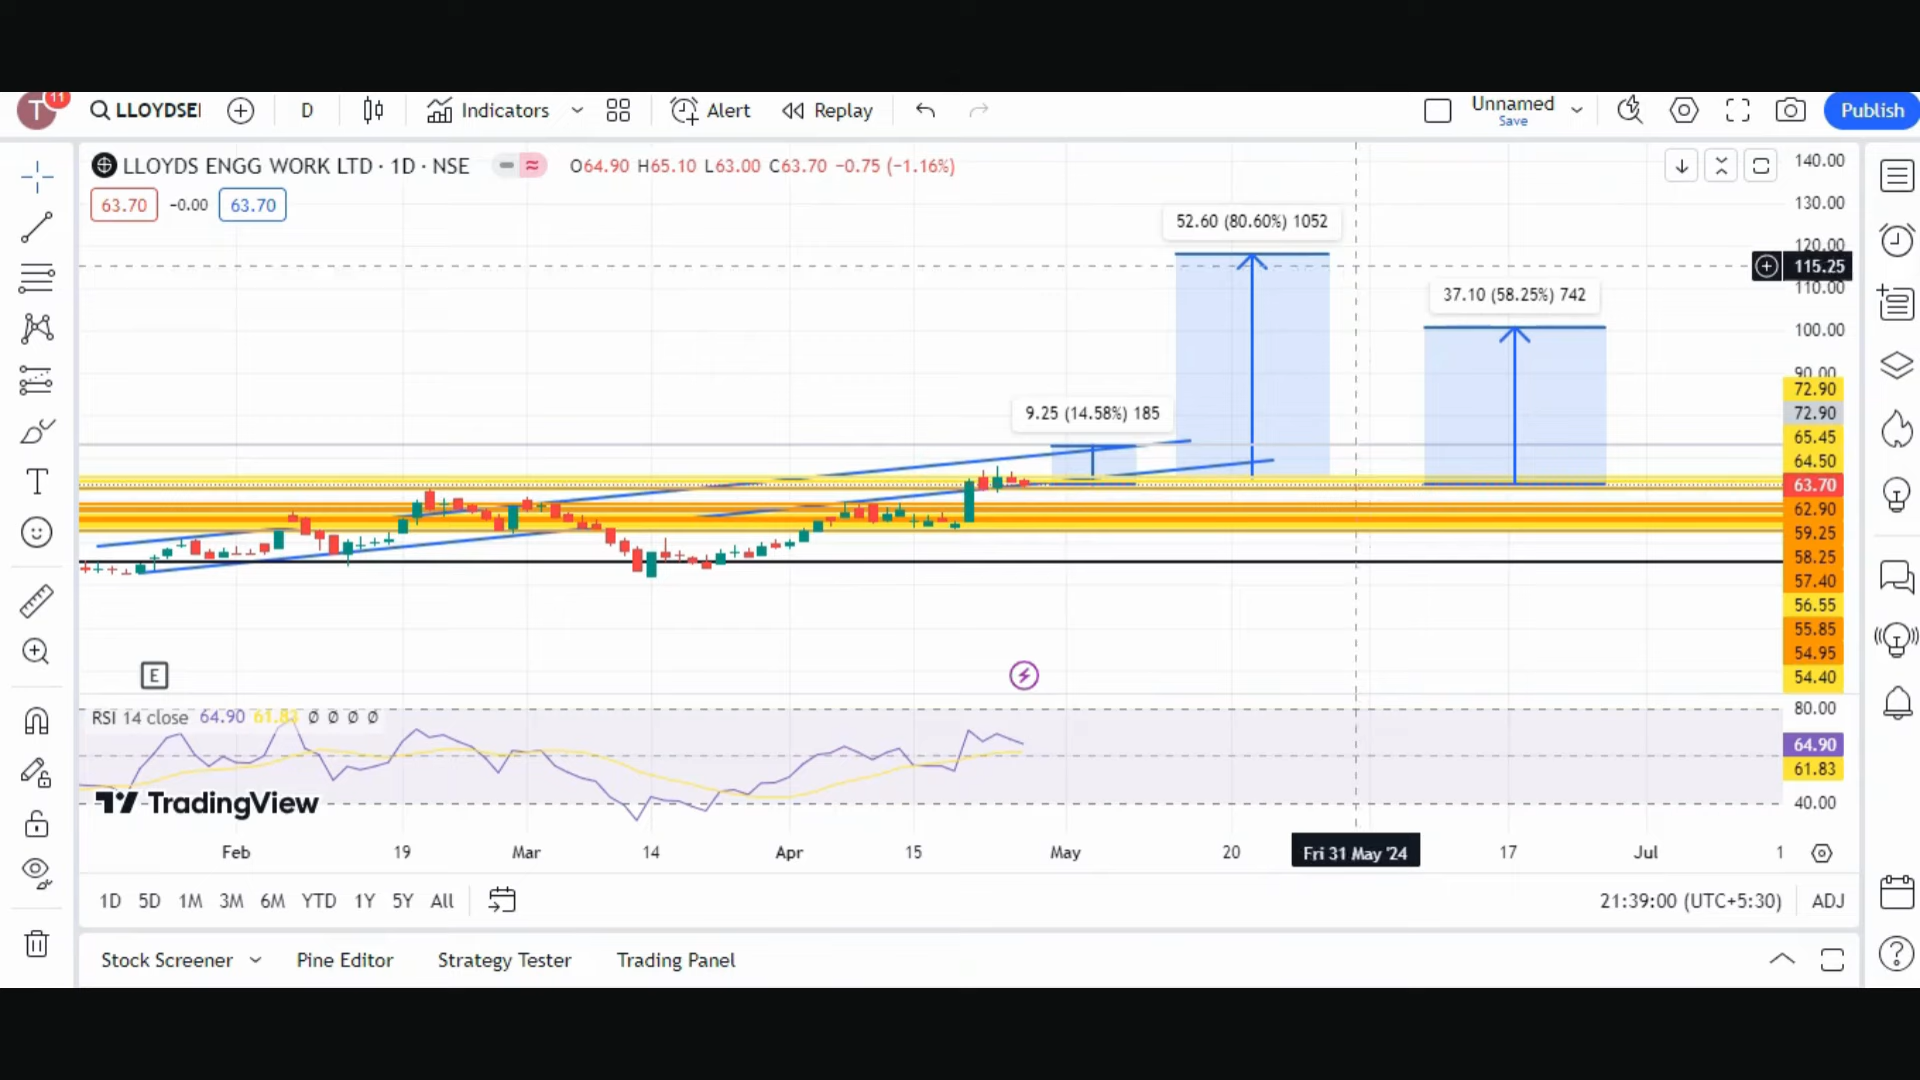 T 11 LLOYDSEI D Indicators Alert Replay Unnamed Save Publish
LLOYDS ENGG WORK LTD · 1D · NSE O64.90 H65.10 L63.00 C63.70 −0.75 (−1.16%)
63.70 −0.00 63.70
140.00
130.00
120.00
115.25
110.00
100.00
90.00
52.60 (80.60%) 1052
37.10 (58.25%) 742
9.25 (14.58%) 185
72.90
72.90
65.45
64.50
63.70
62.90
59.25
58.25
57.40
56.55
55.85
54.95
54.40
E
RSI 14 close 64.90 61.83 Ø Ø Ø Ø
80.00
64.90
61.83
40.00
TradingView
Feb 19 Mar 14 Apr 15 May 20 Fri 31 May '24 17 Jul 1
1D 5D 1M 3M 6M YTD 1Y 5Y All 21:39:00 (UTC+5:30) ADJ
Stock Screener Pine Editor Strategy Tester Trading Panel